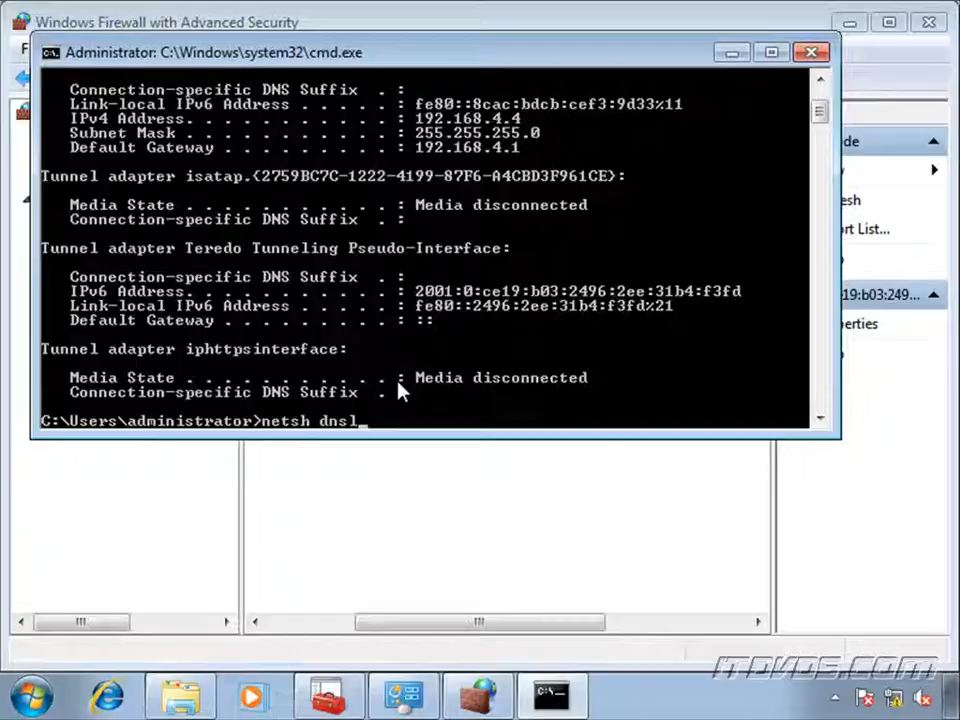 Windows Firewall with Advanced Security
F
Administrator: C:\Windows\system32\cmd.exe
Connection-specific DNS Suffix  . :
Link-local IPv6 Address . . . . . : fe80::8cac:bdcb:cef3:9d33%11
IPv4 Address. . . . . . . . . . . : 192.168.4.4
Subnet Mask . . . . . . . . . . . : 255.255.255.0
Default Gateway . . . . . . . . . : 192.168.4.1
Tunnel adapter isatap.{2759BC7C-1222-4199-87F6-A4CBD3F961CE}:
Media State . . . . . . . . . . . : Media disconnected
Connection-specific DNS Suffix  . :
Tunnel adapter Teredo Tunneling Pseudo-Interface:
Connection-specific DNS Suffix  . :
IPv6 Address. . . . . . . . . . . : 2001:0:ce19:b03:2496:2ee:31b4:f3fd
Link-local IPv6 Address . . . . . : fe80::2496:2ee:31b4:f3fd%21
Default Gateway . . . . . . . . . : ::
Tunnel adapter iphttpsinterface:
Media State . . . . . . . . . . . : Media disconnected
Connection-specific DNS Suffix  .
C:\Users\administrator>netsh dnsl_
de
esh
ort List...
19:b03:249...
perties
C:\_
ITDVDS.COM